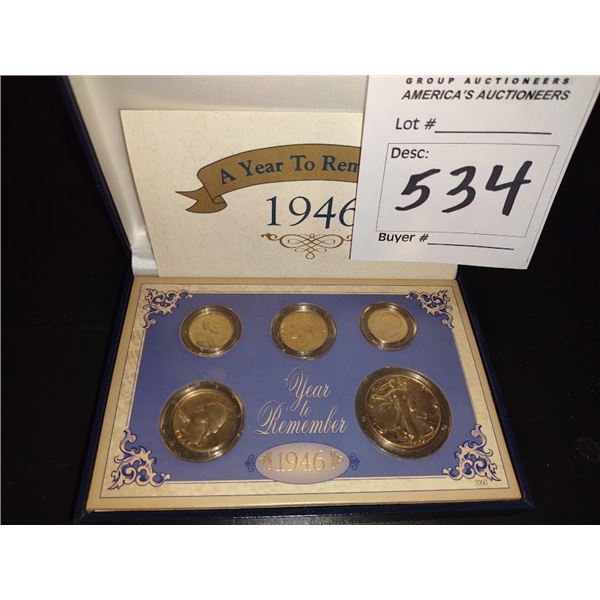 GROUP AUCTIONEERS
AMERICA'S AUCTIONEERS
Lot #
Desc:
534
Buyer #
A Year To Rem
1946
Year
to
Remember
1946